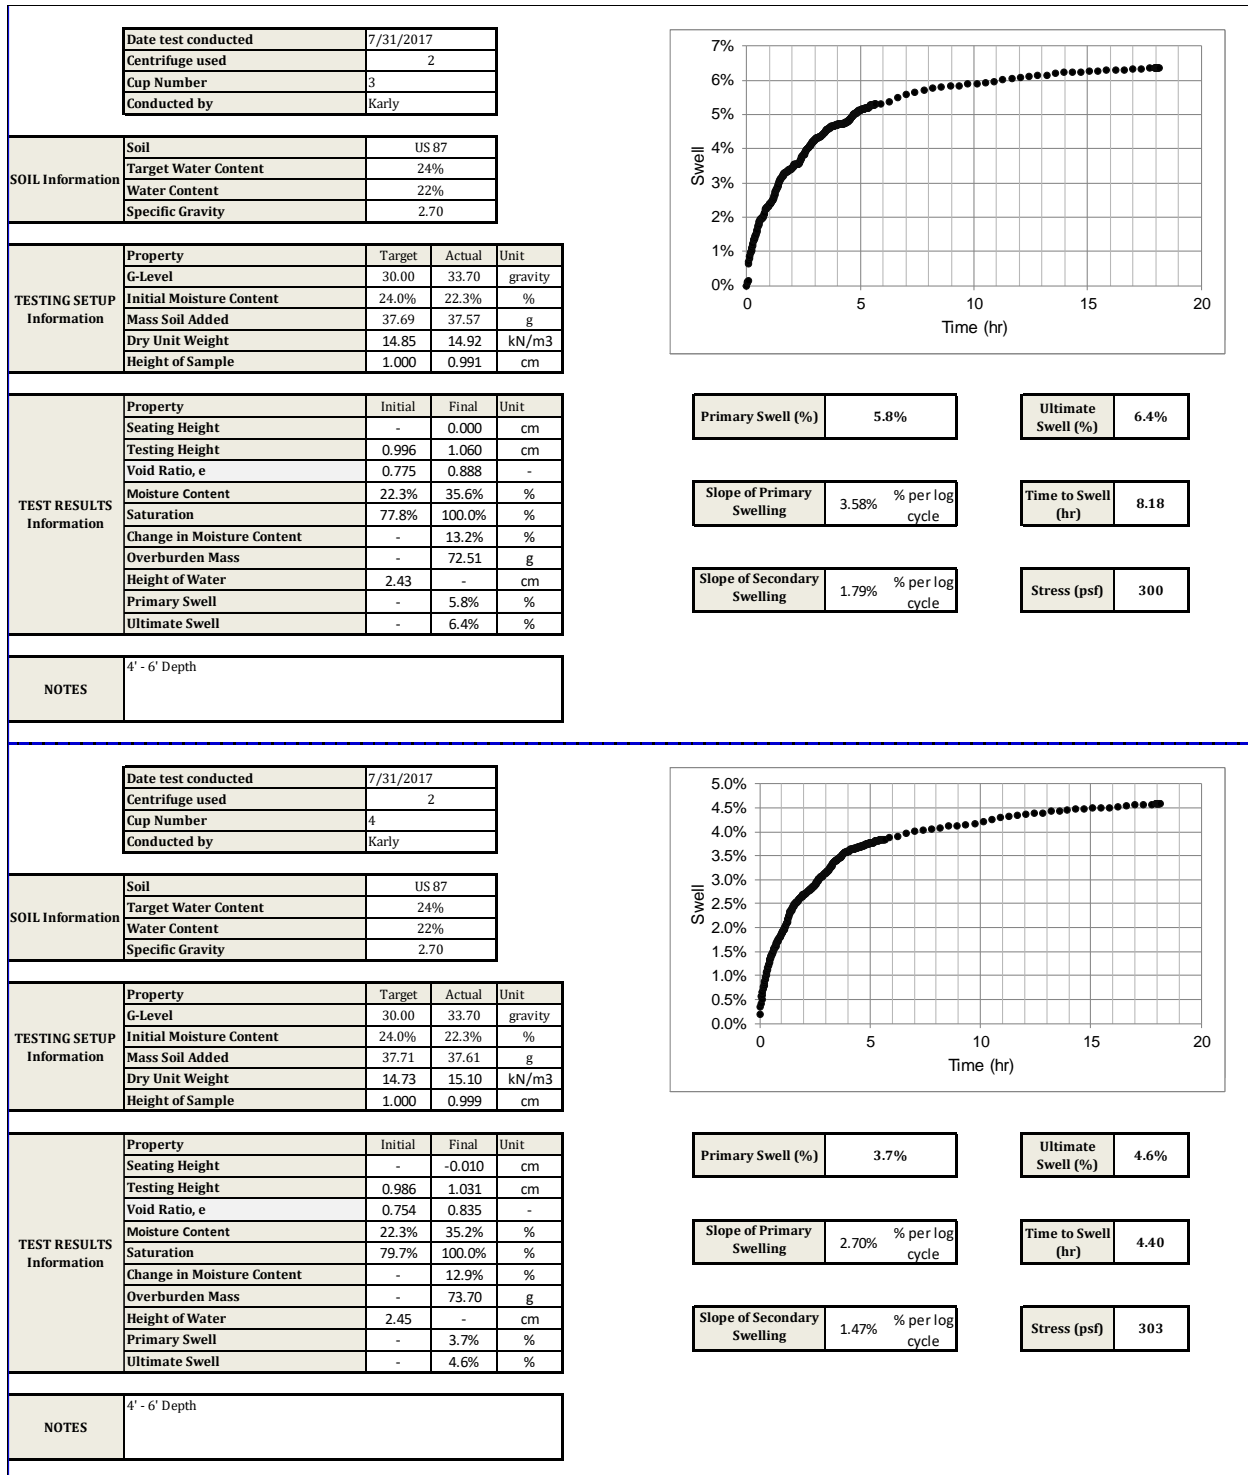 Date test conducted 7/31/2017
Centrifuge used 2
Cup Number 3
Conducted by Karly
SOIL Information
Soil US 87
Target Water Content 24%
Water Content 22%
Specific Gravity 2.70
TESTING SETUP Information
Property Target Actual Unit
G-Level 30.00 33.70 gravity
Initial Moisture Content 24.0% 22.3% %
Mass Soil Added 37.69 37.57 g
Dry Unit Weight 14.85 14.92 kN/m3
Height of Sample 1.000 0.991 cm
TEST RESULTS Information
Property Initial Final Unit
Seating Height - 0.000 cm
Testing Height 0.996 1.060 cm
Void Ratio, e 0.775 0.888 -
Moisture Content 22.3% 35.6% %
Saturation 77.8% 100.0% %
Change in Moisture Content - 13.2% %
Overburden Mass - 72.51 g
Height of Water 2.43 - cm
Primary Swell - 5.8% %
Ultimate Swell - 6.4% %
NOTES
4' - 6' Depth
7%
6%
5%
4%
3%
2%
1%
0%
Swell
0 5 10 15 20
Time (hr)
Primary Swell (%) 5.8%
Ultimate Swell (%) 6.4%
Slope of Primary Swelling 3.58% % per log cycle
Time to Swell (hr) 8.18
Slope of Secondary Swelling 1.79% % per log cycle
Stress (psf) 300
Date test conducted 7/31/2017
Centrifuge used 2
Cup Number 4
Conducted by Karly
SOIL Information
Soil US 87
Target Water Content 24%
Water Content 22%
Specific Gravity 2.70
TESTING SETUP Information
Property Target Actual Unit
G-Level 30.00 33.70 gravity
Initial Moisture Content 24.0% 22.3% %
Mass Soil Added 37.71 37.61 g
Dry Unit Weight 14.73 15.10 kN/m3
Height of Sample 1.000 0.999 cm
TEST RESULTS Information
Property Initial Final Unit
Seating Height - -0.010 cm
Testing Height 0.986 1.031 cm
Void Ratio, e 0.754 0.835 -
Moisture Content 22.3% 35.2% %
Saturation 79.7% 100.0% %
Change in Moisture Content - 12.9% %
Overburden Mass - 73.70 g
Height of Water 2.45 - cm
Primary Swell - 3.7% %
Ultimate Swell - 4.6% %
NOTES
4' - 6' Depth
5.0%
4.5%
4.0%
3.5%
3.0%
2.5%
2.0%
1.5%
1.0%
0.5%
0.0%
Swell
0 5 10 15 20
Time (hr)
Primary Swell (%) 3.7%
Ultimate Swell (%) 4.6%
Slope of Primary Swelling 2.70% % per log cycle
Time to Swell (hr) 4.40
Slope of Secondary Swelling 1.47% % per log cycle
Stress (psf) 303